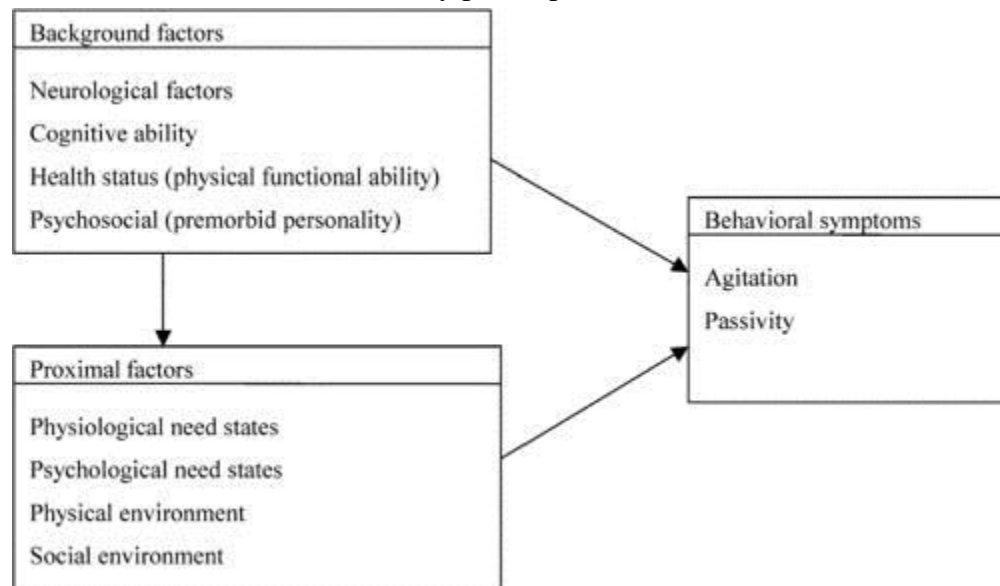 Background factors
Neurological factors
Cognitive ability
Health status (physical functional ability)
Psychosocial (premorbid personality)
Behavioral symptoms
Agitation
Passivity
Proximal factors
Physiological need states
Psychological need states
Physical environment
Social environment